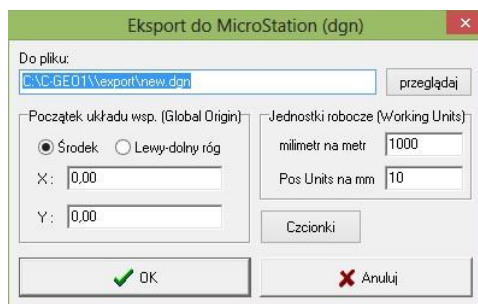 Eksport do MicroStation (dgn)
Do pliku:
C:\C-GEO1\\export\new.dgn
przeglądaj
Początek układu wsp. (Global Origin)
Środek
Lewy-dolny róg
X:
0,00
Y:
0,00
Jednostki robocze (Working Units)
milimetr na metr
1000
Pos Units na mm
10
Czcionki
OK
Anuluj